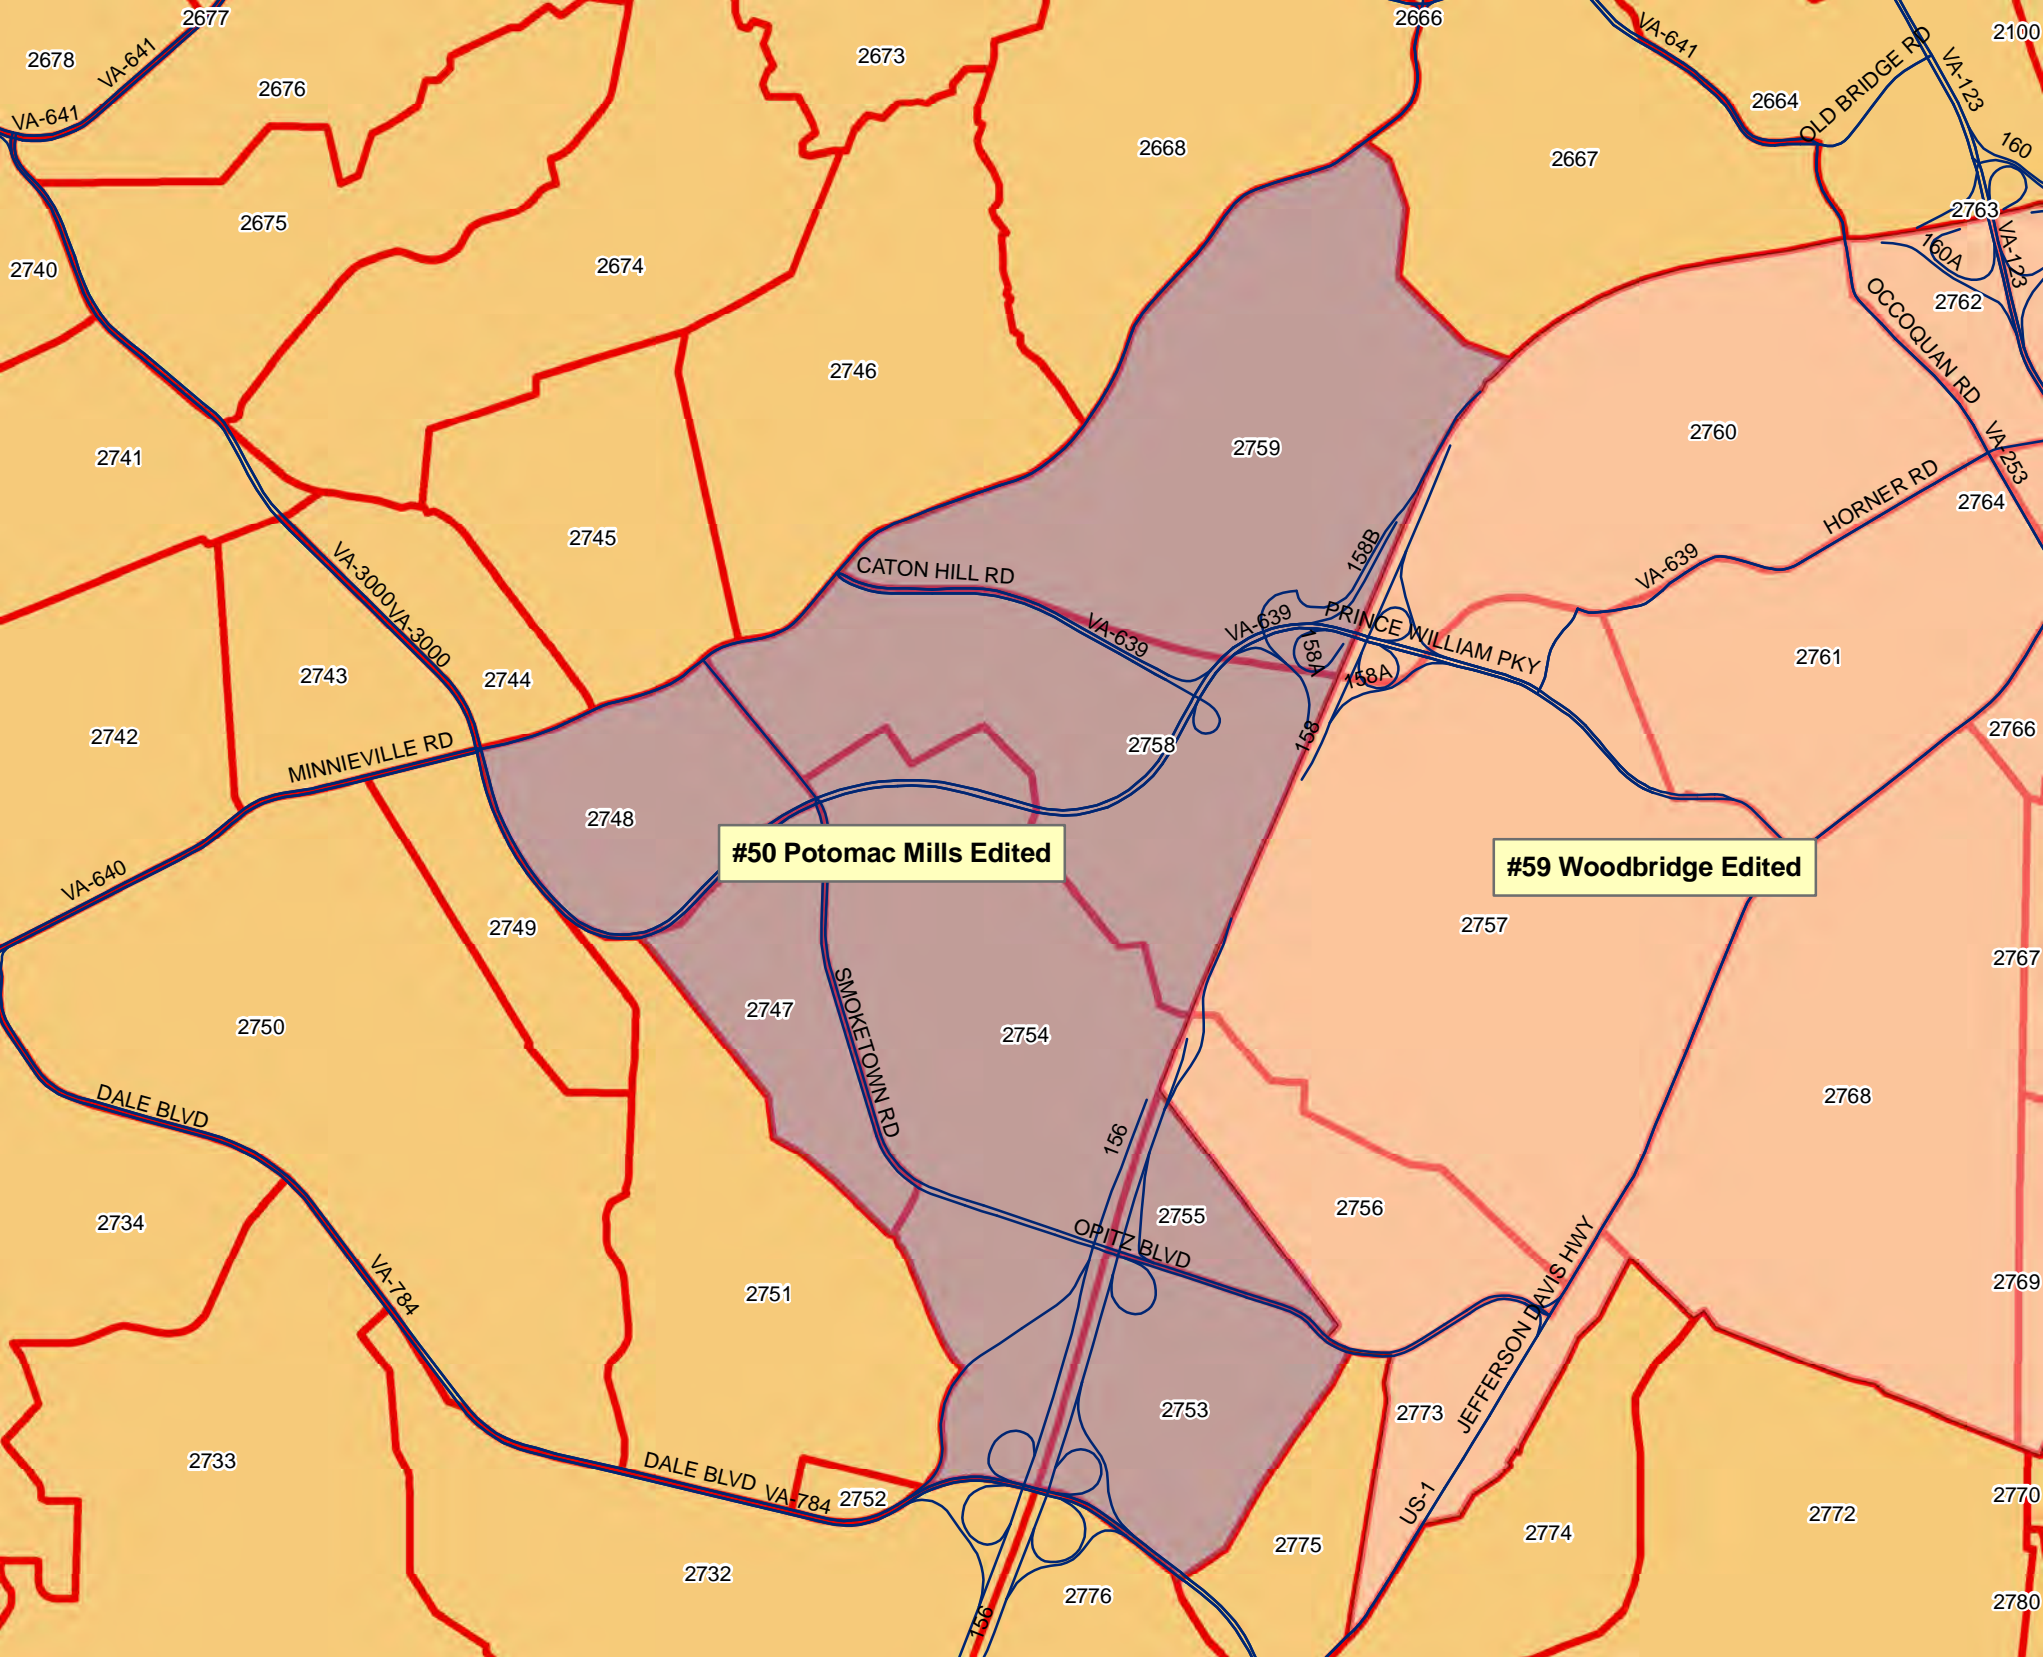 2677
2666
2678
VA-641
2673
VA-641
2100
OLD BRIDGE RD
VA-123
2676
2664
VA-641
2668
2667
160
2675
2763
2740
2674
160A
VA-123
2762
OCCOQUAN RD
2746
2760
2741
2759
VA-253
HORNER RD
2764
2745
158B
CATON HILL RD
VA-3000
VA-3000
VA-639
VA-639
VA-639
PRINCE WILLIAM PKY
158A
158A
2761
2743
2744
2742
2758
158
2766
MINNIEVILLE RD
2748
#50 Potomac Mills Edited
#59 Woodbridge Edited
VA-640
2749
2757
2767
2747
SMOKETOWN RD
2750
2754
2768
DALE BLVD
156
2734
2755
2756
OPITZ BLVD
VA-784
2751
2769
JEFFERSON DAVIS HWY
2753
2773
2733
DALE BLVD
VA-784
2752
US-1
2770
2772
2774
2775
2732
2776
2780
156